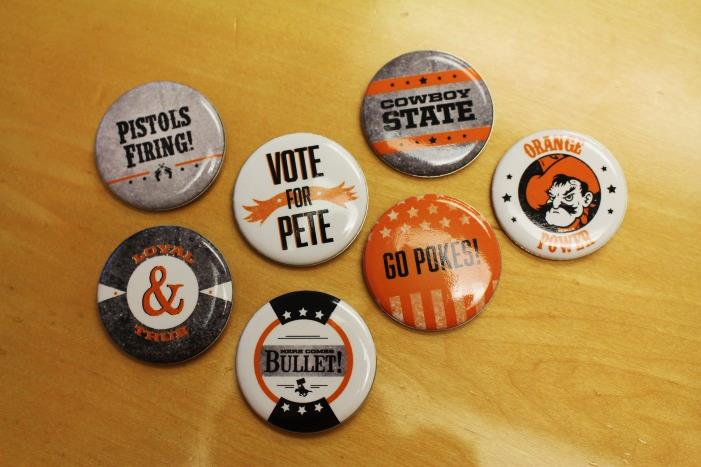 PISTOLS
FIRING!
VOTE
FOR
PETE
COWBOY
STATE
ORANGE
POWER
LOYAL
&
TRUE
HERE COMES
BULLET!
GO POKES!